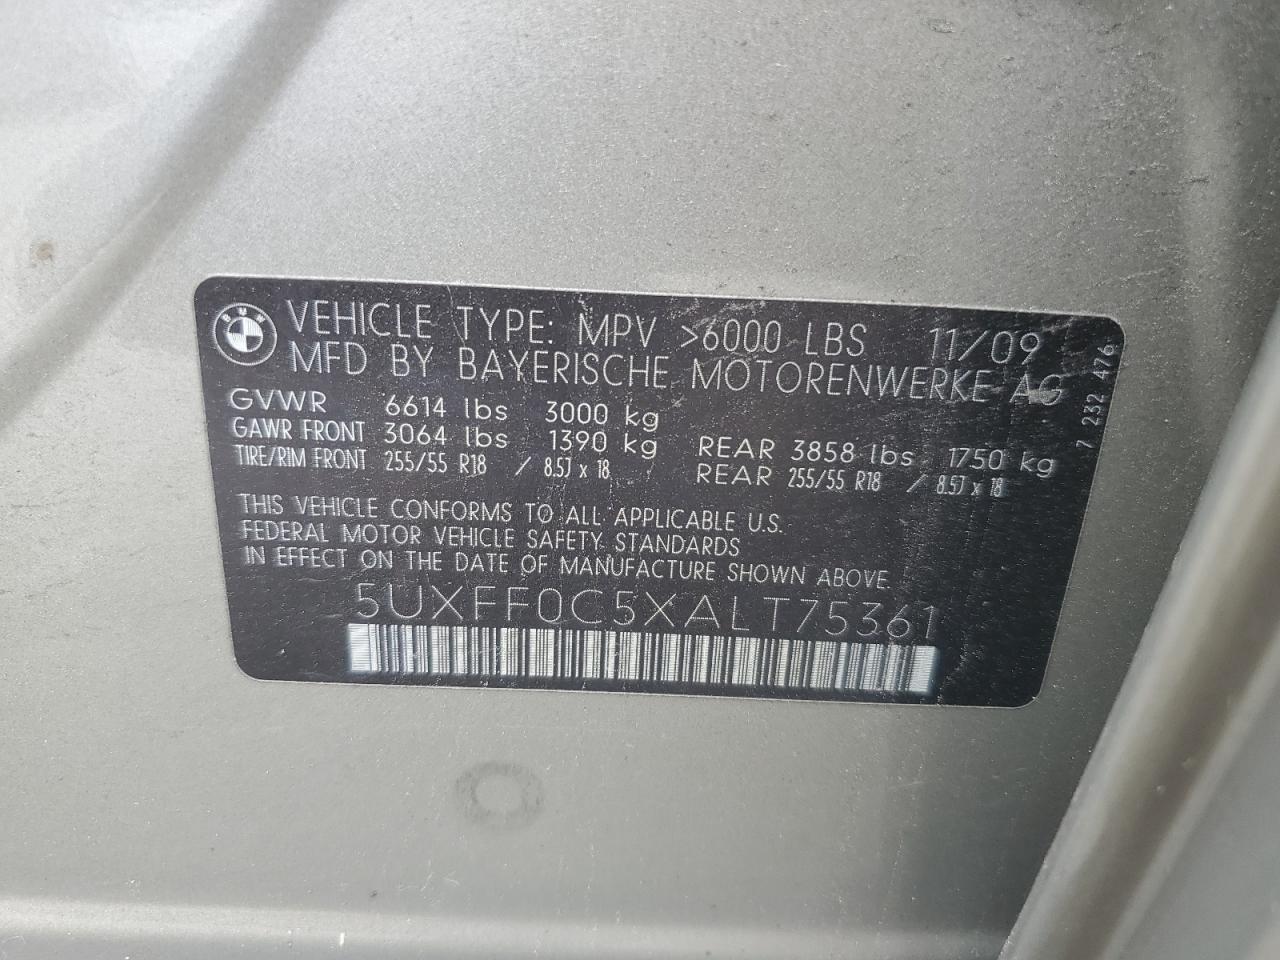 BMW
VEHICLE TYPE: MPV >6000 LBS 11/09
MFD BY BAYERISCHE MOTORENWERKE AG
GVWR 6614 lbs 3000 kg
GAWR FRONT 3064 lbs 1390 kg REAR 3858 lbs 1750 kg
TIRE/RIM FRONT 255/55 R18 / 8.5J x 18 REAR 255/55 R18 / 8.5J x 18
THIS VEHICLE CONFORMS TO ALL APPLICABLE U.S.
FEDERAL MOTOR VEHICLE SAFETY STANDARDS
IN EFFECT ON THE DATE OF MANUFACTURE SHOWN ABOVE.
5UXFF0C5XALT75361
7 232 476